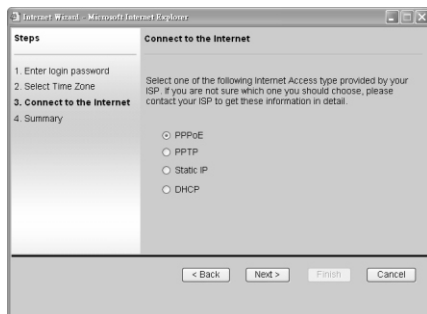 Internet Wizard - Microsoft Internet Explorer
Steps
1. Enter login password
2. Select Time Zone
3. Connect to the Internet
4. Summary
Connect to the Internet
Select one of the following Internet Access type provided by your
ISP. If you are not sure which one you should choose, please
contact your ISP to get these information in detail.
PPPoE
PPTP
Static IP
DHCP
< Back
Next >
Finish
Cancel